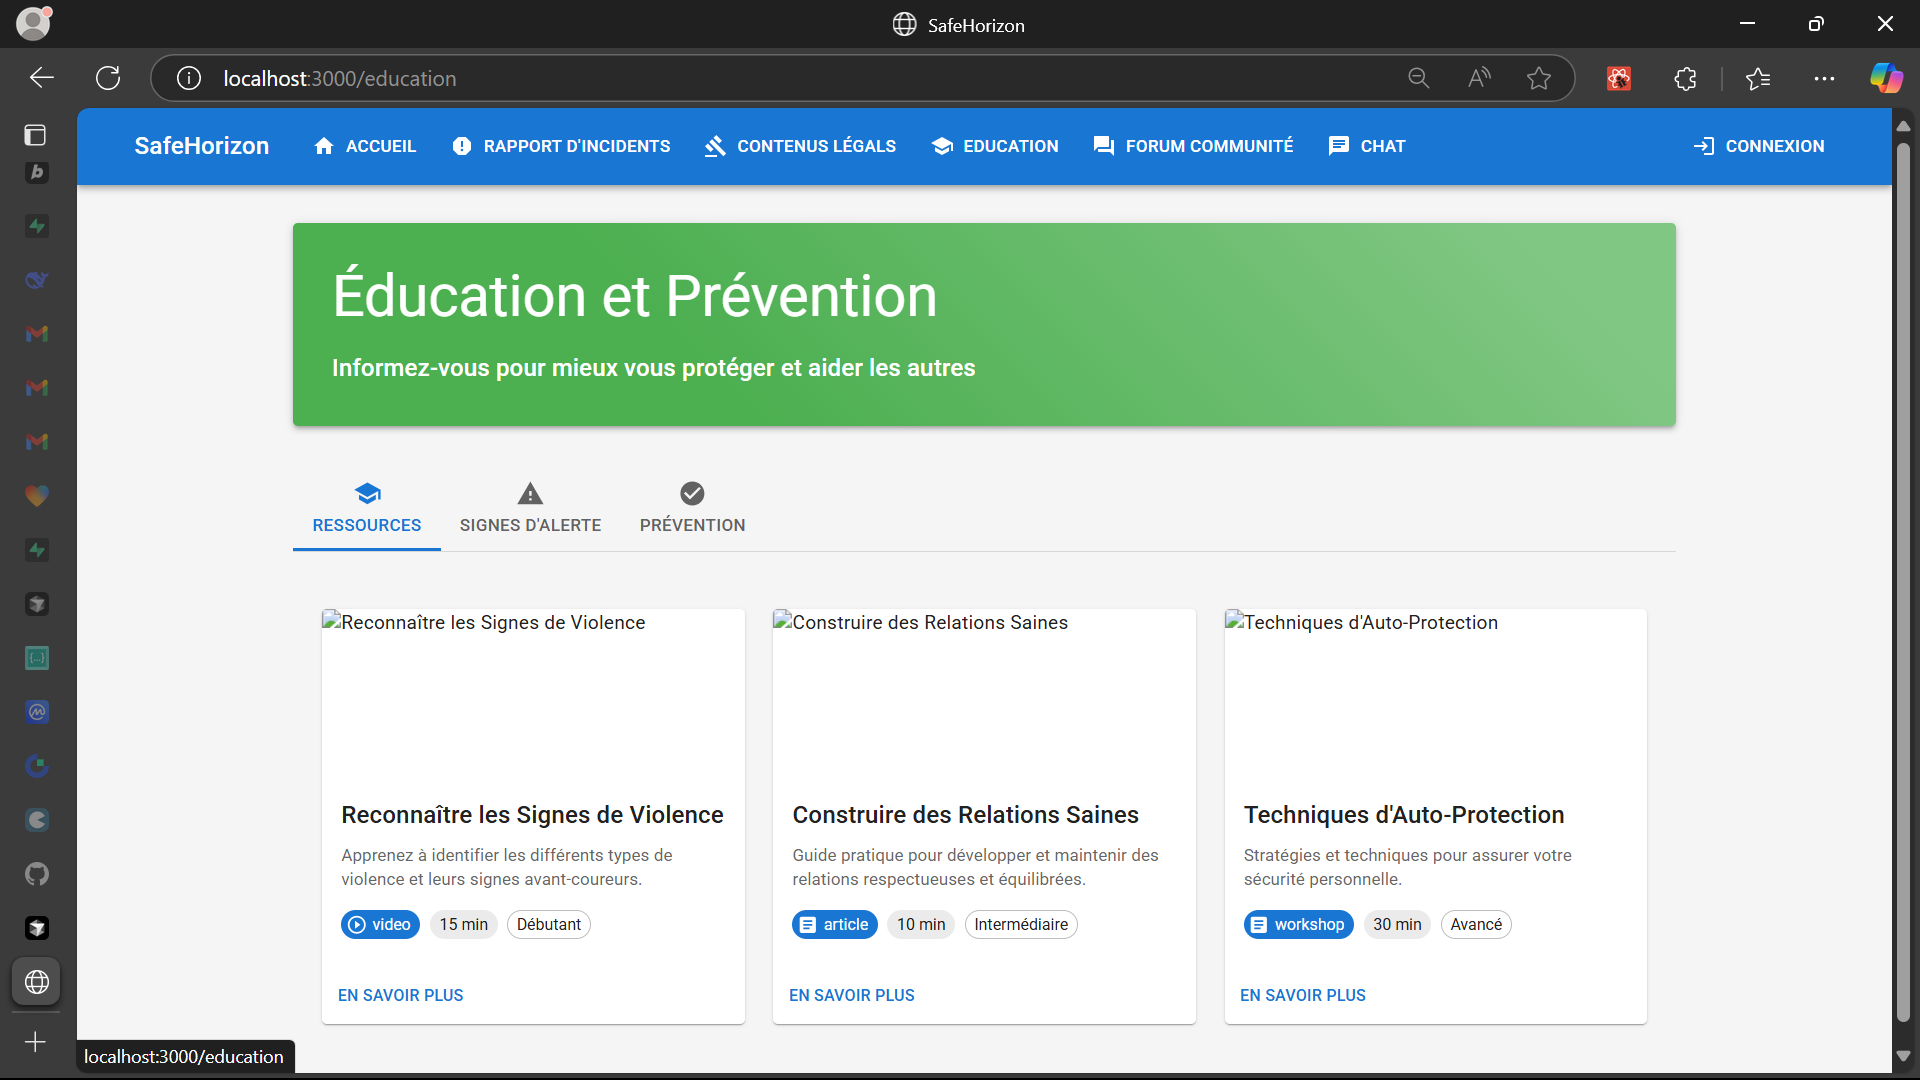 SafeHorizon
localhost:3000/education
SafeHorizon ACCUEIL RAPPORT D'INCIDENTS CONTENUS LÉGALS EDUCATION FORUM COMMUNITÉ CHAT CONNEXION
Éducation et Prévention
Informez-vous pour mieux vous protéger et aider les autres
RESSOURCES SIGNES D'ALERTE PRÉVENTION
Reconnaître les Signes de Violence
Reconnaître les Signes de Violence
Apprenez à identifier les différents types de
violence et leurs signes avant-coureurs.
video 15 min Débutant
EN SAVOIR PLUS
Construire des Relations Saines
Construire des Relations Saines
Guide pratique pour développer et maintenir des
relations respectueuses et équilibrées.
article 10 min Intermédiaire
EN SAVOIR PLUS
Techniques d'Auto-Protection
Techniques d'Auto-Protection
Stratégies et techniques pour assurer votre
sécurité personnelle.
workshop 30 min Avancé
EN SAVOIR PLUS
localhost:3000/education